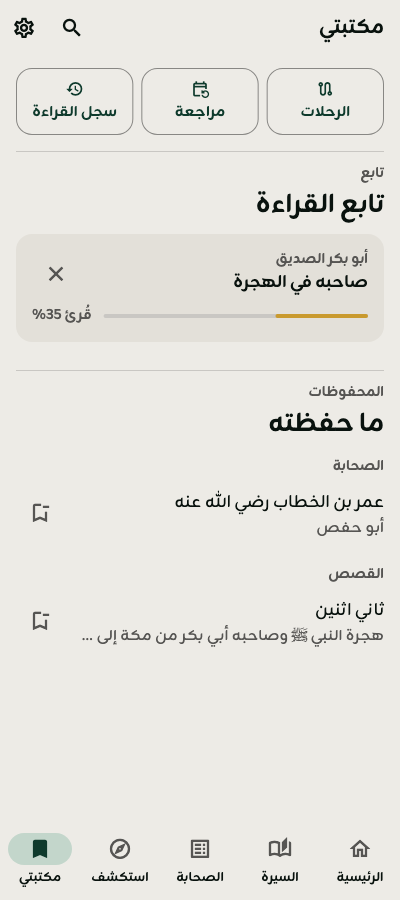 مكتبتي
الرحلات
مراجعة
سجل القراءة
تابع
تابع القراءة
أبو بكر الصديق
صاحبه في الهجرة
قُرئ 35%
المحفوظات
ما حفظته
الصحابة
عمر بن الخطاب رضي الله عنه
أبو حفص
القصص
ثاني اثنين
هجرة النبي ﷺ وصاحبه أبي بكر من مكة إلى ...
الرئيسية
السيرة
الصحابة
استكشف
مكتبتي